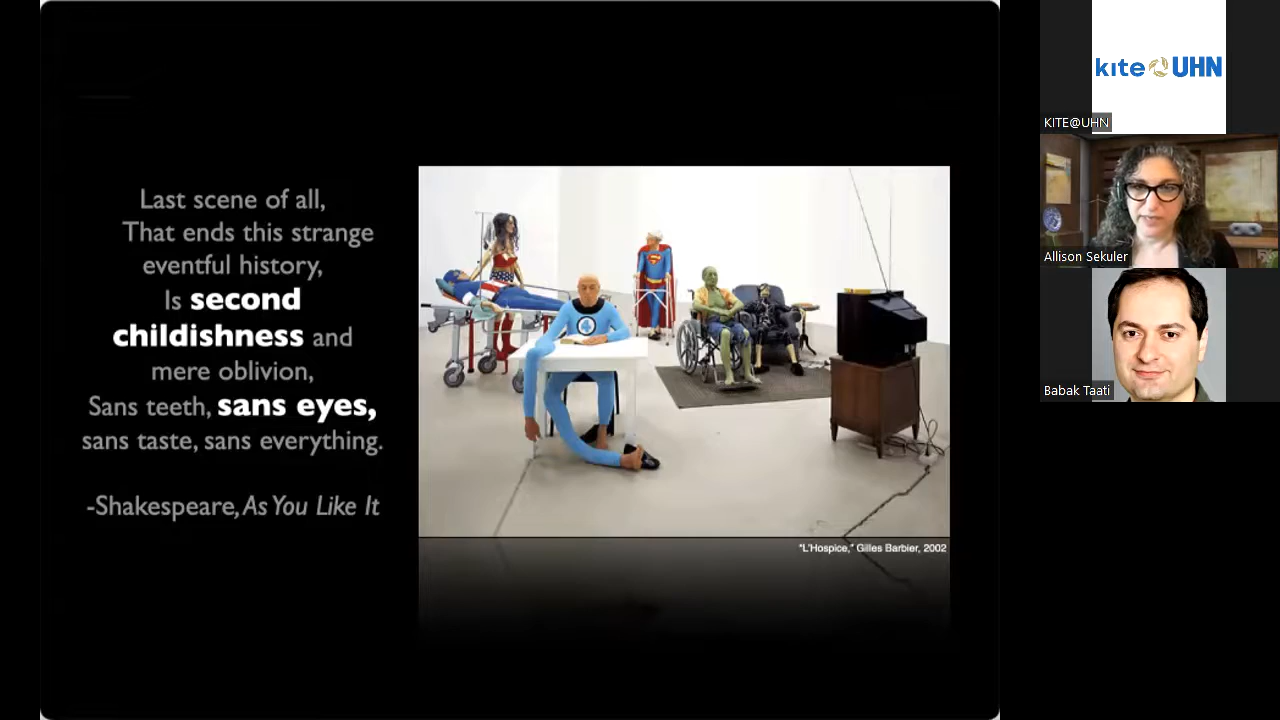 Last scene of all,
That ends this strange
eventful history,
Is second
childishness and
mere oblivion,
Sans teeth, sans eyes,
sans taste, sans everything.
-Shakespeare, As You Like It
"L'Hospice," Gilles Barbier, 2002
kite UHN
KITE@UHN
Allison Sekuler
Babak Taati